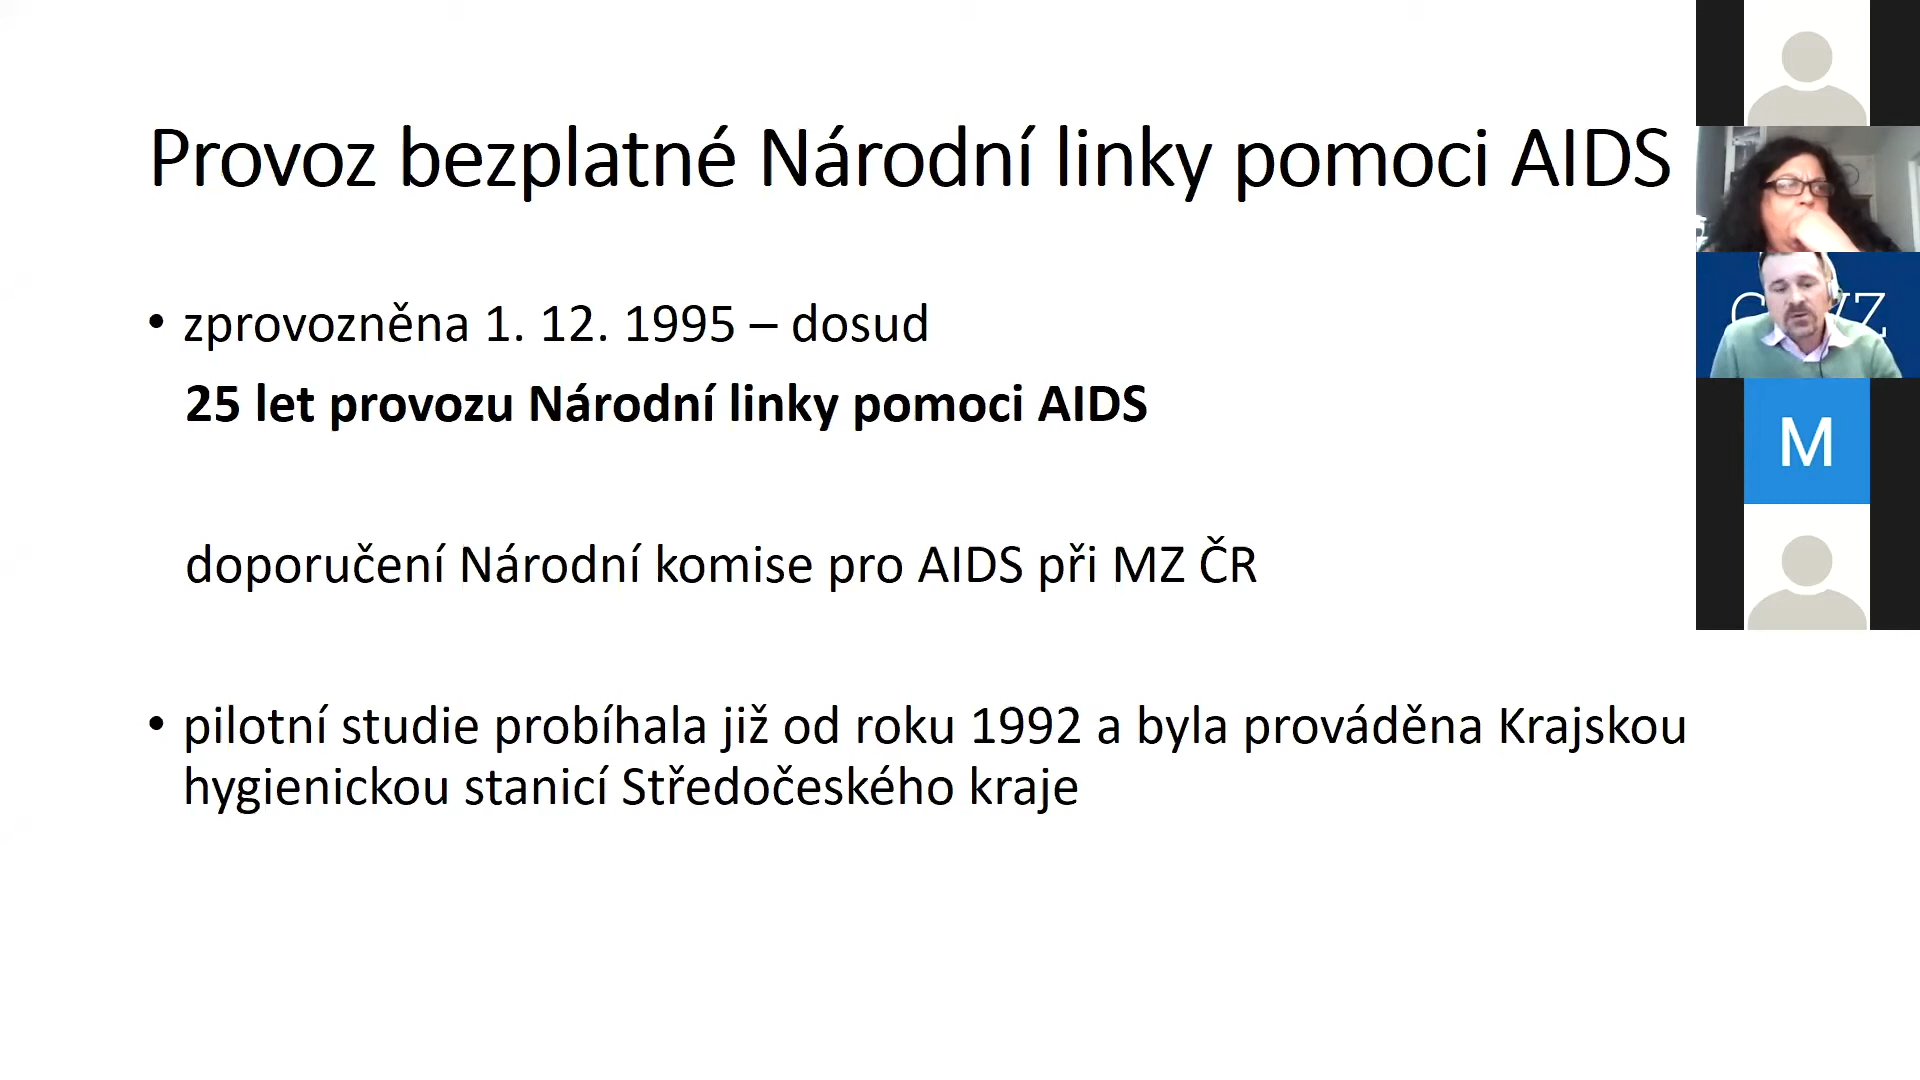 Provoz bezplatné Národní linky pomoci AIDS
• zprovozněna 1. 12. 1995 – dosud
25 let provozu Národní linky pomoci AIDS
doporučení Národní komise pro AIDS při MZ ČR
• pilotní studie probíhala již od roku 1992 a byla prováděna Krajskou
hygienickou stanicí Středočeského kraje
M